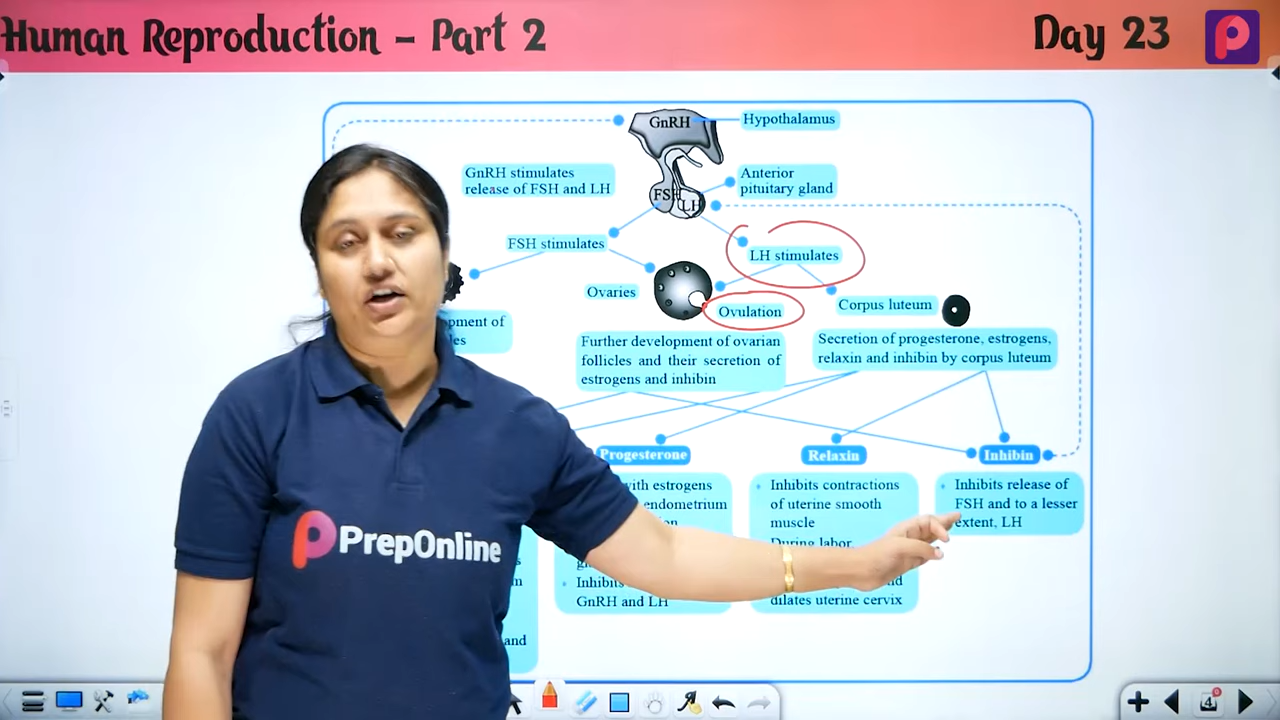 Human Reproduction – Part 2
Day 23
GnRH
Hypothalamus
GnRH stimulates
release of FSH and LH
Anterior
pituitary gland
LH
FSH stimulates
LH stimulates
Ovaries
Ovulation
Corpus luteum
of
Further development of ovarian
follicles and their secretion of
estrogens and inhibin
Secretion of progesterone, estrogens,
relaxin and inhibin by corpus luteum
Progesterone
Relaxin
Inhibin
with estrogens
endometrium
Inhibits
GnRH and LH
Inhibits contractions
of uterine smooth
muscle
During labor,
dilates uterine cervix
Inhibits release of
FSH and to a lesser
extent, LH
and
PrepOnline
4